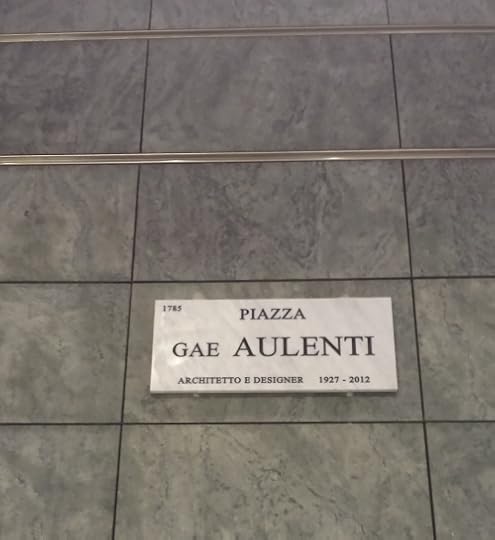 1785
PIAZZA
GAE AULENTI
ARCHITETTO E DESIGNER 1927 - 2012